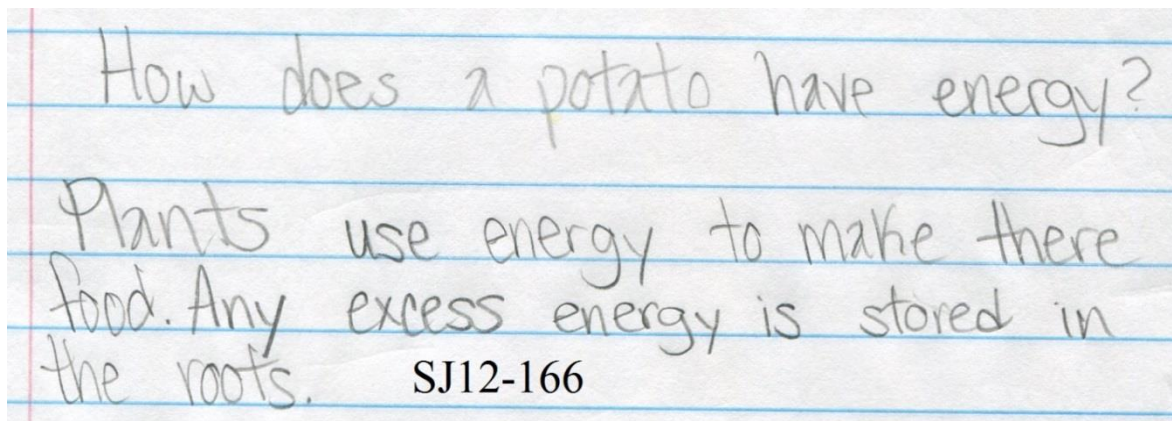 How does a potato have energy?
Plants use energy to make there
food. Any excess energy is stored in
the roots. SJ12-166